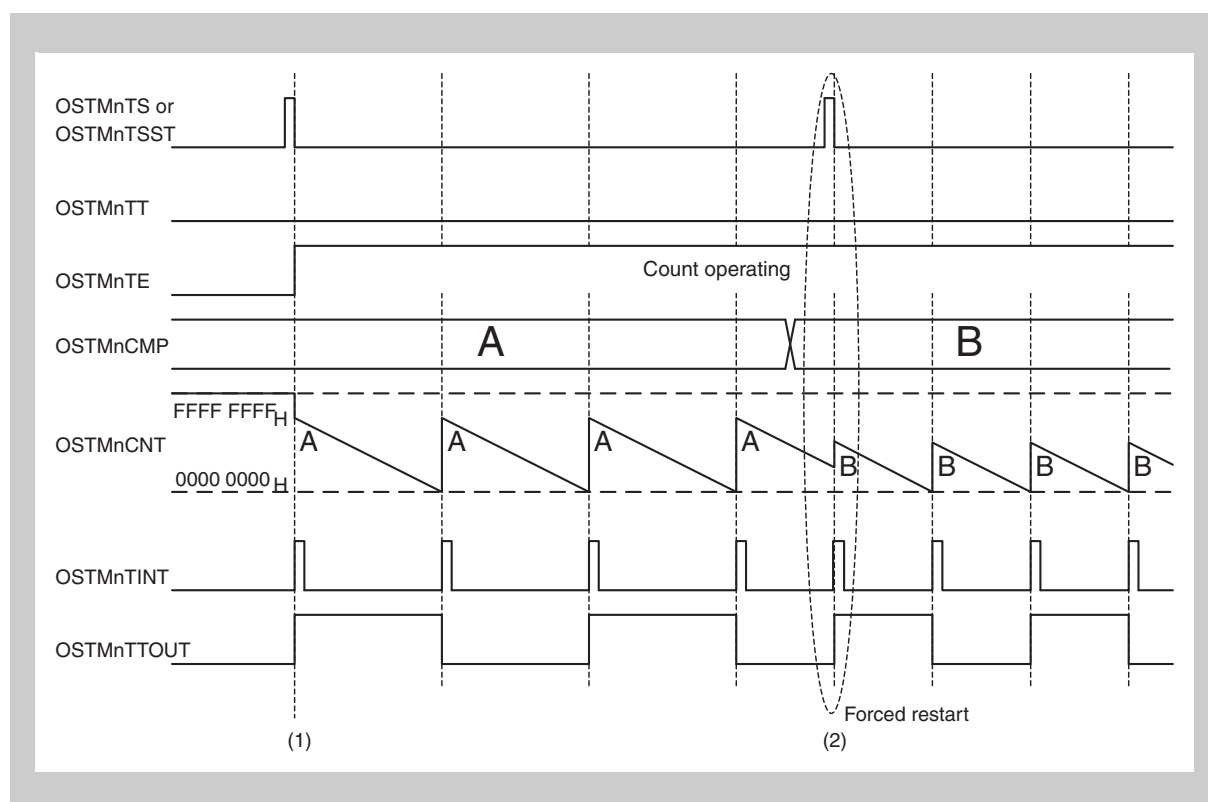 OSTMnTS or
OSTMnTSST
OSTMnTT
OSTMnTE
Count operating
OSTMnCMP
A
B
FFFF FFFFH
OSTMnCNT
A
A
A
A
B
B
B
B
0000 0000H
OSTMnTINT
OSTMnTTOUT
Forced restart
(1)
(2)